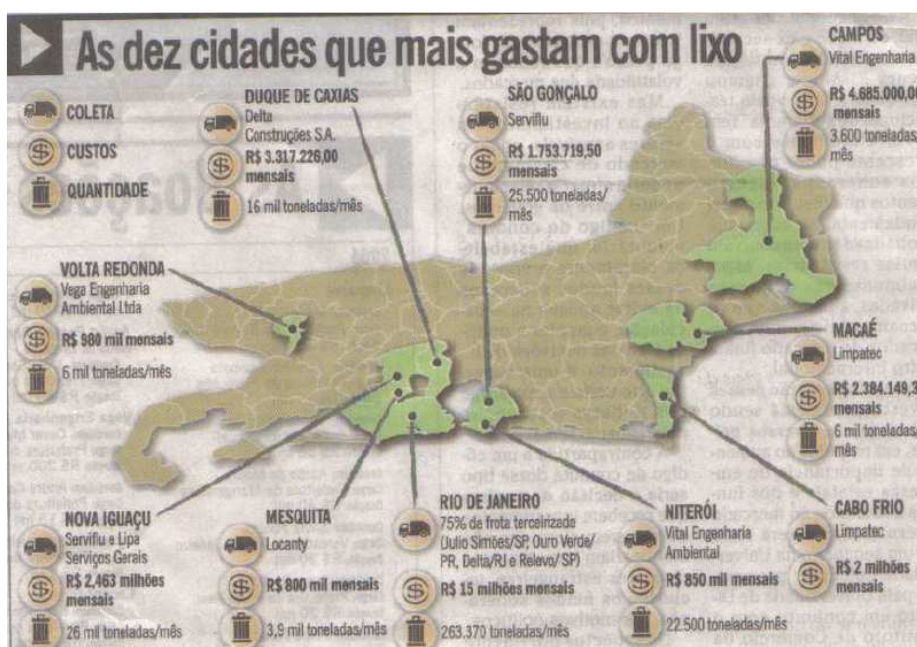 As dez cidades que mais gastam com lixo
COLETA
CUSTOS
QUANTIDADE
DUQUE DE CAXIAS
Delta
Construções S.A.
R$ 3.317.226,00
mensais
16 mil toneladas/mês
SÃO GONÇALO
Serviflu
R$ 1.753.719,50
mensais
25.500 toneladas/
mês
CAMPOS
Vital Engenharia
R$ 4.685.000,00
mensais
3.600 toneladas
mês
VOLTA REDONDA
Vega Engenharia
Ambiental Ltda
R$ 980 mil mensais
6 mil toneladas/mês
MACAÉ
Limpatec
R$ 2.384.149,3
mensais
6 mil toneladas/
mês
NOVA IGUAÇU
Serviflu e Lipa
Serviços Gerais
R$ 2,463 milhões
mensais
26 mil toneladas/mês
MESQUITA
Locanty
R$ 800 mil mensais
3,9 mil toneladas/mês
RIO DE JANEIRO
75% da frota terceirizada
(Julio Simões/SP, Ouro Verde/
PR, Delta/RJ e Relevo/ SP)
R$ 15 milhões mensais
263.370 toneladas/mês
NITERÓI
Vital Engenharia
Ambiental
R$ 850 mil mensais
22.500 toneladas/mês
CABO FRIO
Limpatec
R$ 2 milhões
mensais